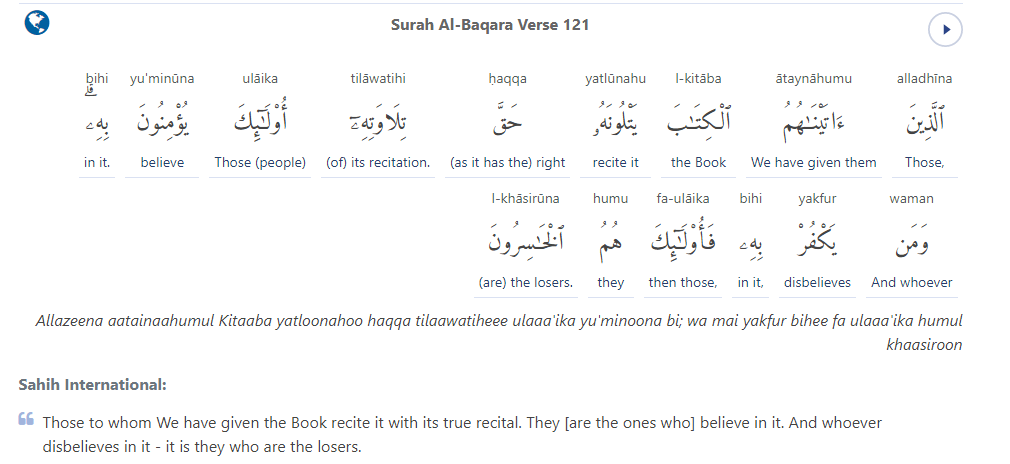 Surah Al-Baqara Verse 121
alladhīna ātaynāhumu l-kitāba yatlūnahu ḥaqqa tilāwatihi ulāika yu'minūna bihi
ٱلَّذِينَ ءَاتَيْنَـٰهُمُ ٱلْكِتَـٰبَ يَتْلُونَهُۥ حَقَّ تِلَاوَتِهِۦٓ أُو۟لَـٰٓئِكَ يُؤْمِنُونَ بِهِۦ ۗ
Those, We have given them the Book recite it (as it has the) right (of) its recitation. Those (people) believe in it.
waman yakfur bihi fa-ulāika humu l-khāsirūna
وَمَن يَكْفُرْ بِهِۦ فَأُو۟لَـٰٓئِكَ هُمُ ٱلْخَـٰسِرُونَ
And whoever disbelieves in it, then those, they (are) the losers.
Allazeena aatainaahumul Kitaaba yatloonahoo haqqa tilaawatiheee ulaaa'ika yu'minoona bi; wa mai yakfur bihee fa ulaaa'ika humul
khaasiroon
Sahih International:
Those to whom We have given the Book recite it with its true recital. They [are the ones who] believe in it. And whoever
disbelieves in it - it is they who are the losers.